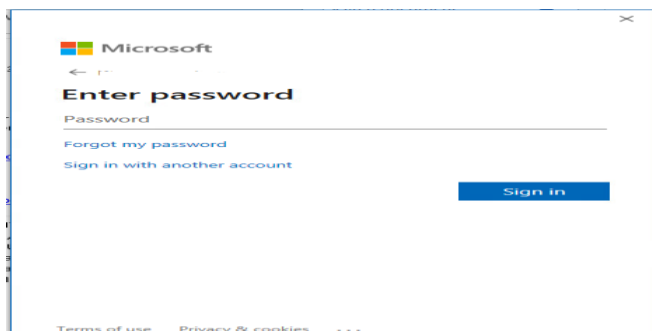 Microsoft
Enter password
Password
Forgot my password
Sign in with another account
Sign in
Terms of use Privacy & cookies ...